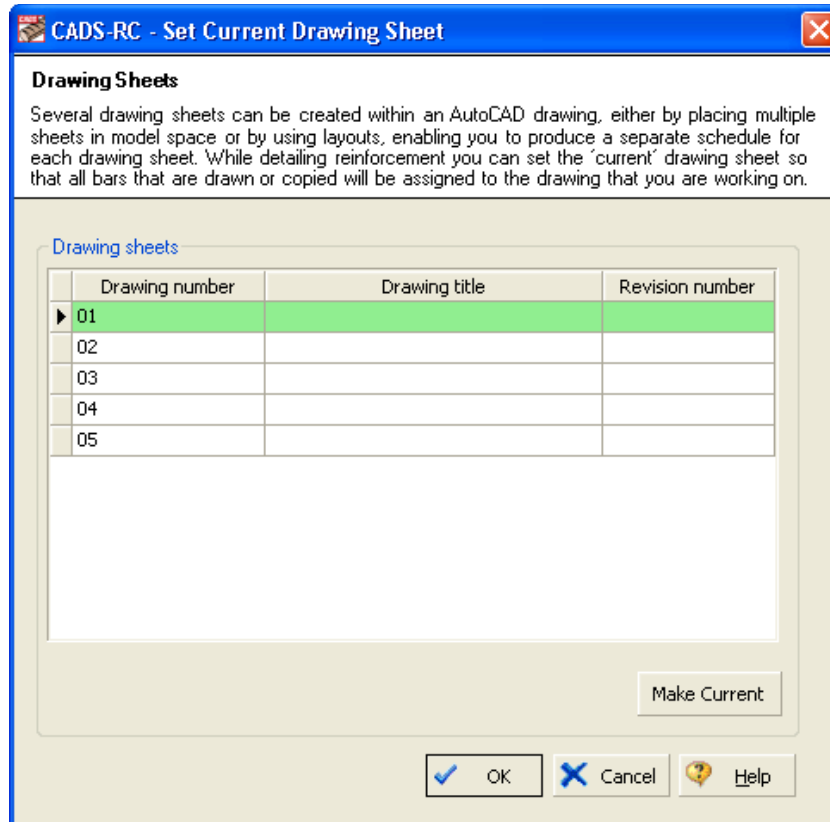 CADS-RC - Set Current Drawing Sheet
Drawing Sheets
Several drawing sheets can be created within an AutoCAD drawing, either by placing multiple
sheets in model space or by using layouts, enabling you to produce a separate schedule for
each drawing sheet. While detailing reinforcement you can set the ´current´ drawing sheet so
that all bars that are drawn or copied will be assigned to the drawing that you are working on.
Drawing sheets
Drawing number Drawing title Revision number
01
02
03
04
05
Make Current
OK Cancel Help